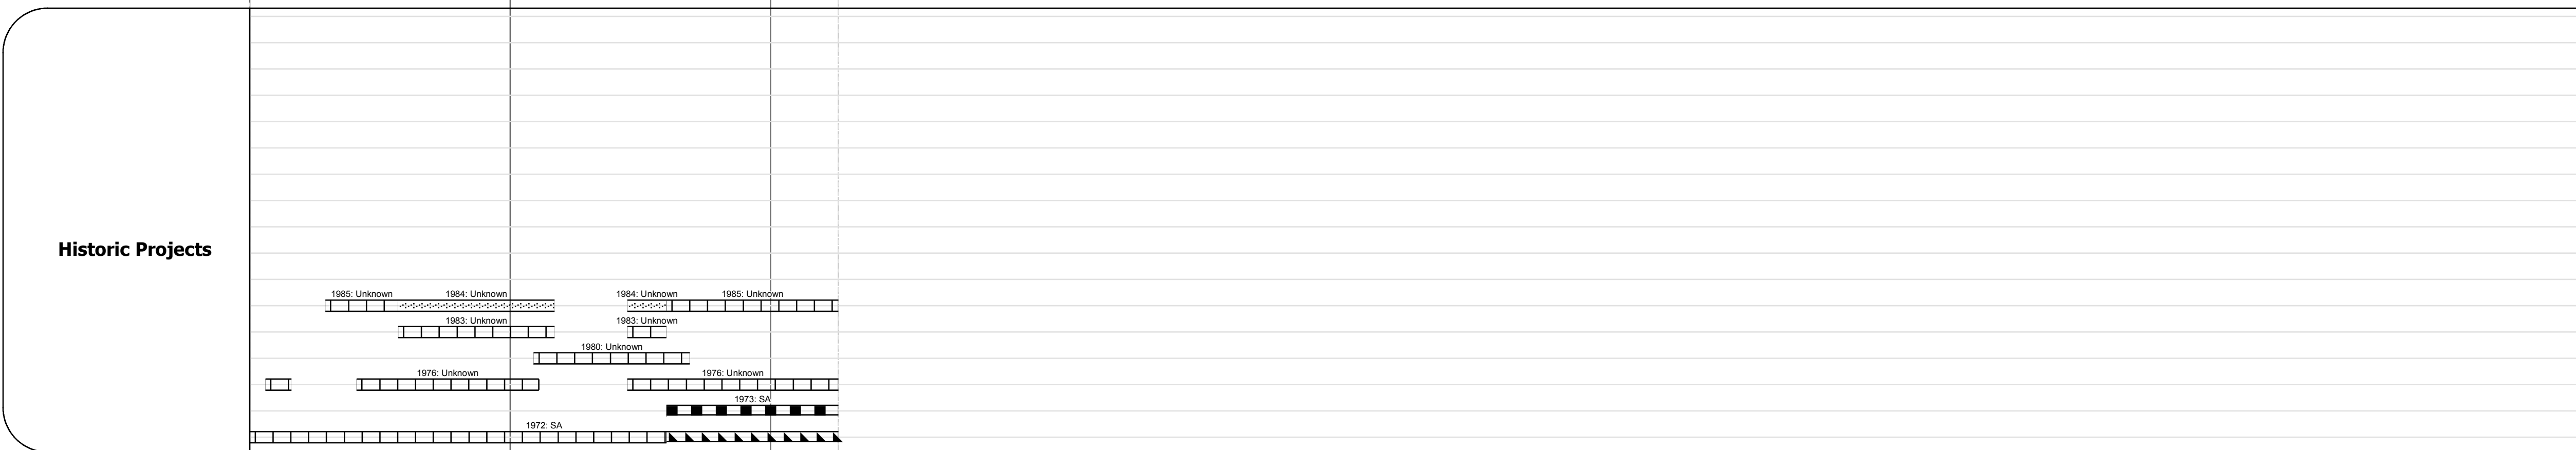 Historic Projects
1985: Unknown 1984: Unknown 1984: Unknown 1985: Unknown
1983: Unknown 1983: Unknown
1980: Unknown
1976: Unknown 1976: Unknown
1973: SA
1972: SA